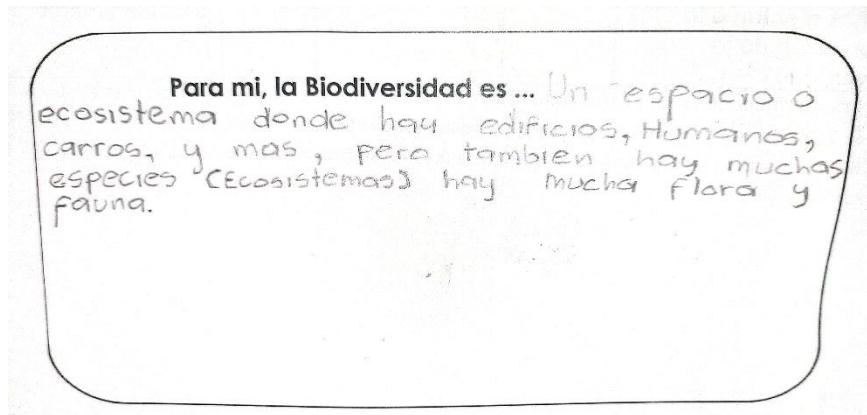 Para mi, la Biodiversidad es ... Un espacio o
ecosistema donde hay edificios, Humanos,
carros, y mas, pero tambien hay muchas
especies (Ecosistemas) hay mucha flora y
fauna.